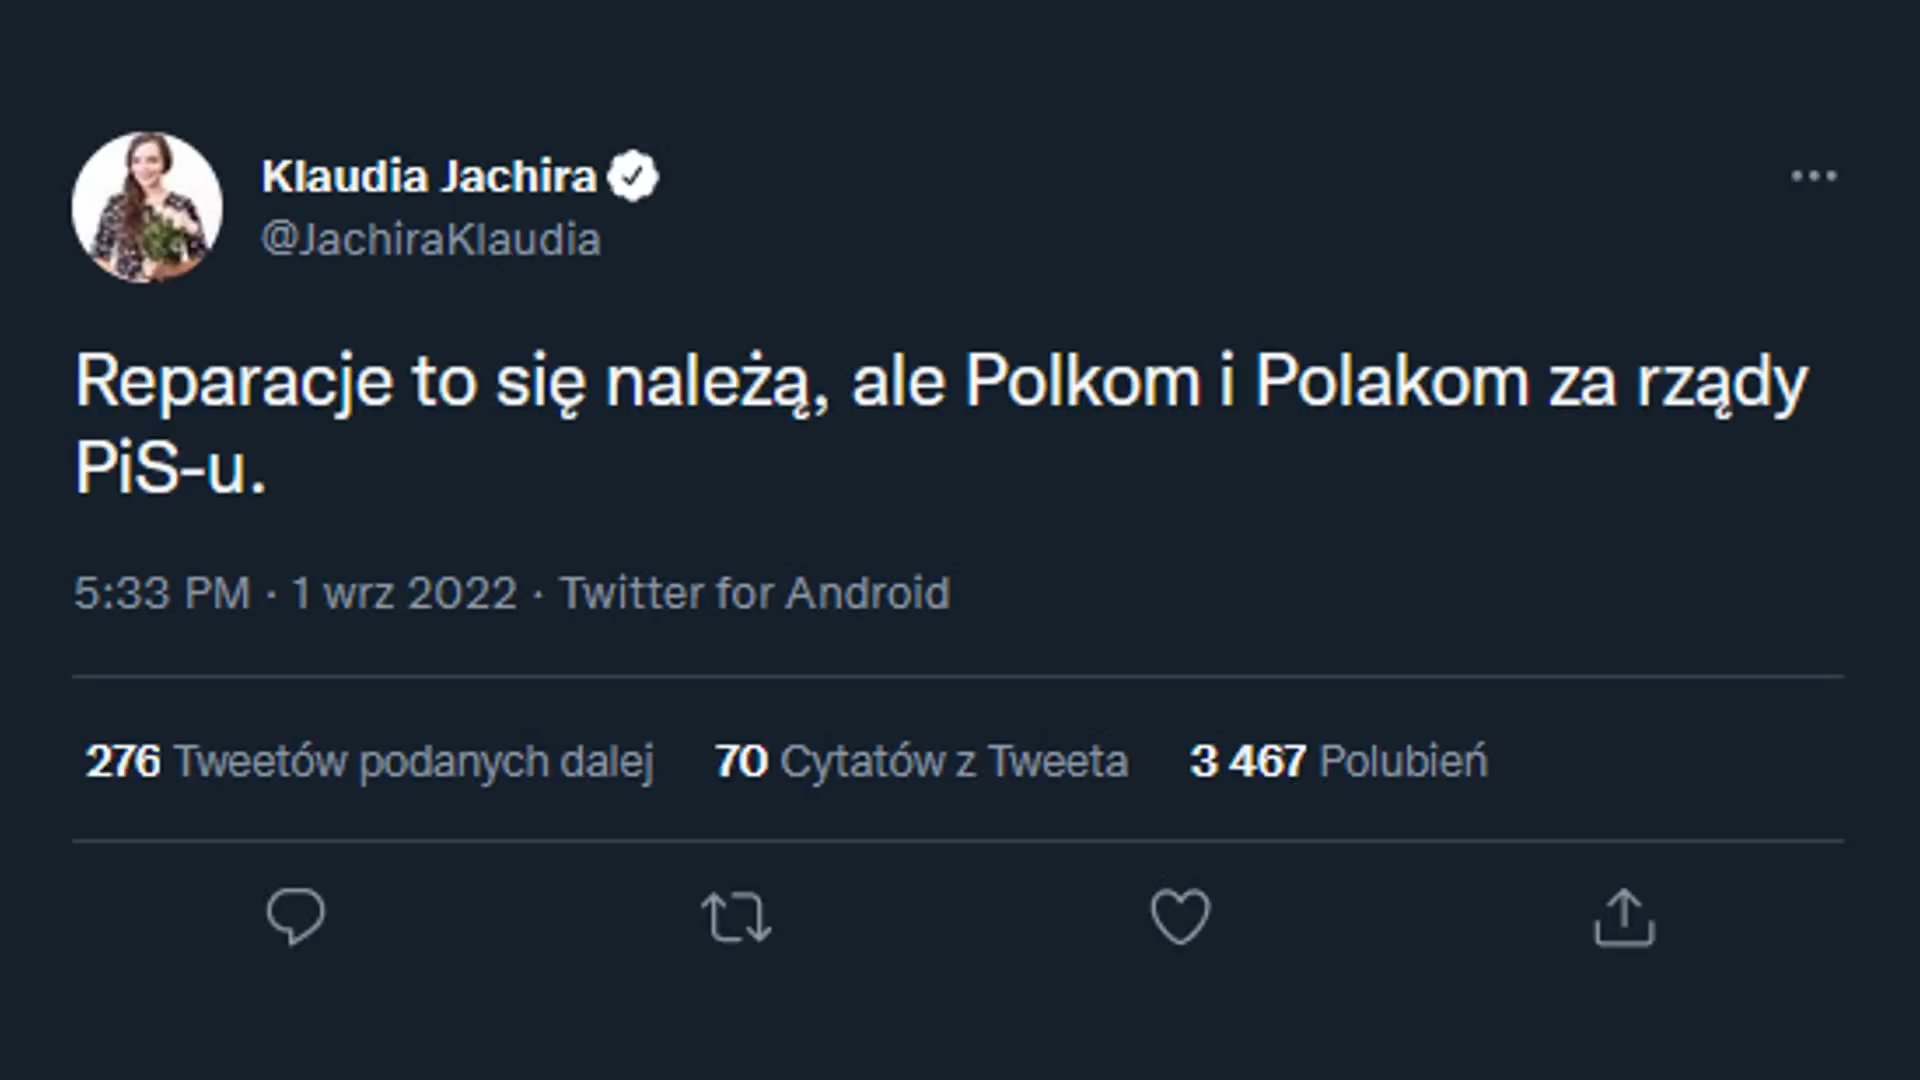 Klaudia Jachira
@JachiraKlaudia
Reparacje to się należą, ale Polkom i Polakom za rządy
PiS-u.
5:33 PM · 1 wrz 2022 · Twitter for Android
276 Tweetów podanych dalej 70 Cytatów z Tweeta 3 467 Polubień